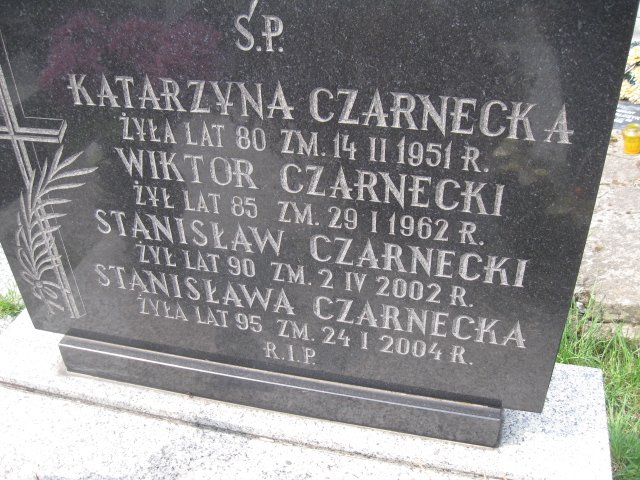 Ś.P.
KATARZYNA CZARNECKA
ŻYŁA LAT 80 ZM. 14 II 1951 R.
WIKTOR CZARNECKI
ŻYŁ LAT 85 ZM. 29 I 1962 R.
STANISŁAW CZARNECKI
ŻYŁ LAT 90 ZM. 2 IV 2002 R.
STANISŁAWA CZARNECKA
ŻYŁA LAT 95 ZM. 24 I 2004 R.
R.I.P.